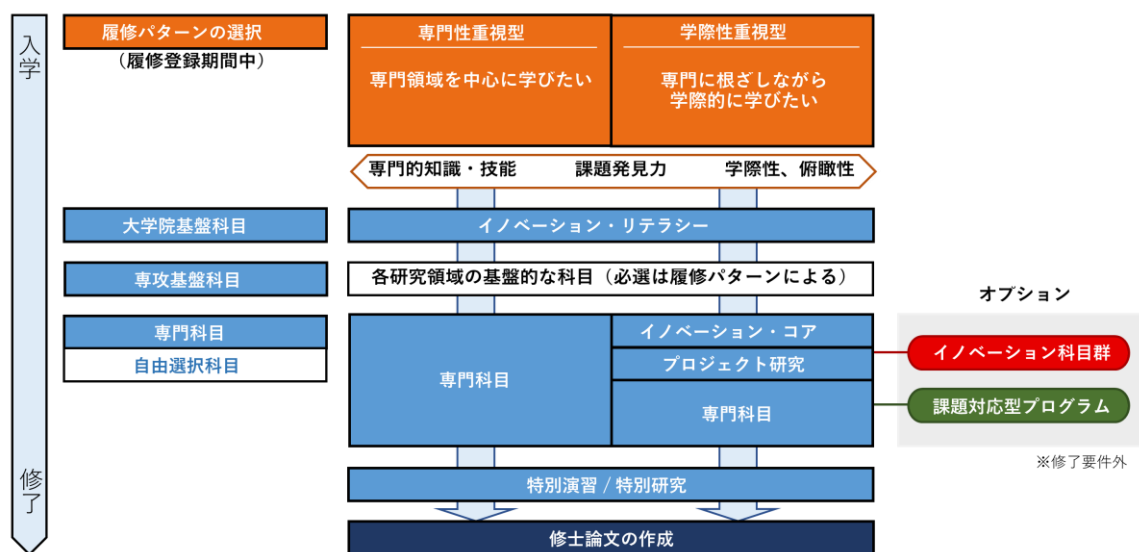 入学
履修パターンの選択
(履修登録期間中)
専門性重視型
専門領域を中心に学びたい
学際性重視型
専門に根ざしながら
学際的に学びたい
専門的知識・技能
課題発見力
学際性、俯瞰性
大学院基盤科目
イノベーション・リテラシー
専攻基盤科目
各研究領域の基盤的な科目（必選は履修パターンによる）
専門科目
自由選択科目
専門科目
イノベーション・コア
プロジェクト研究
専門科目
オプション
イノベーション科目群
課題対応型プログラム
※修了要件外
特別演習 / 特別研究
修士論文の作成
修了